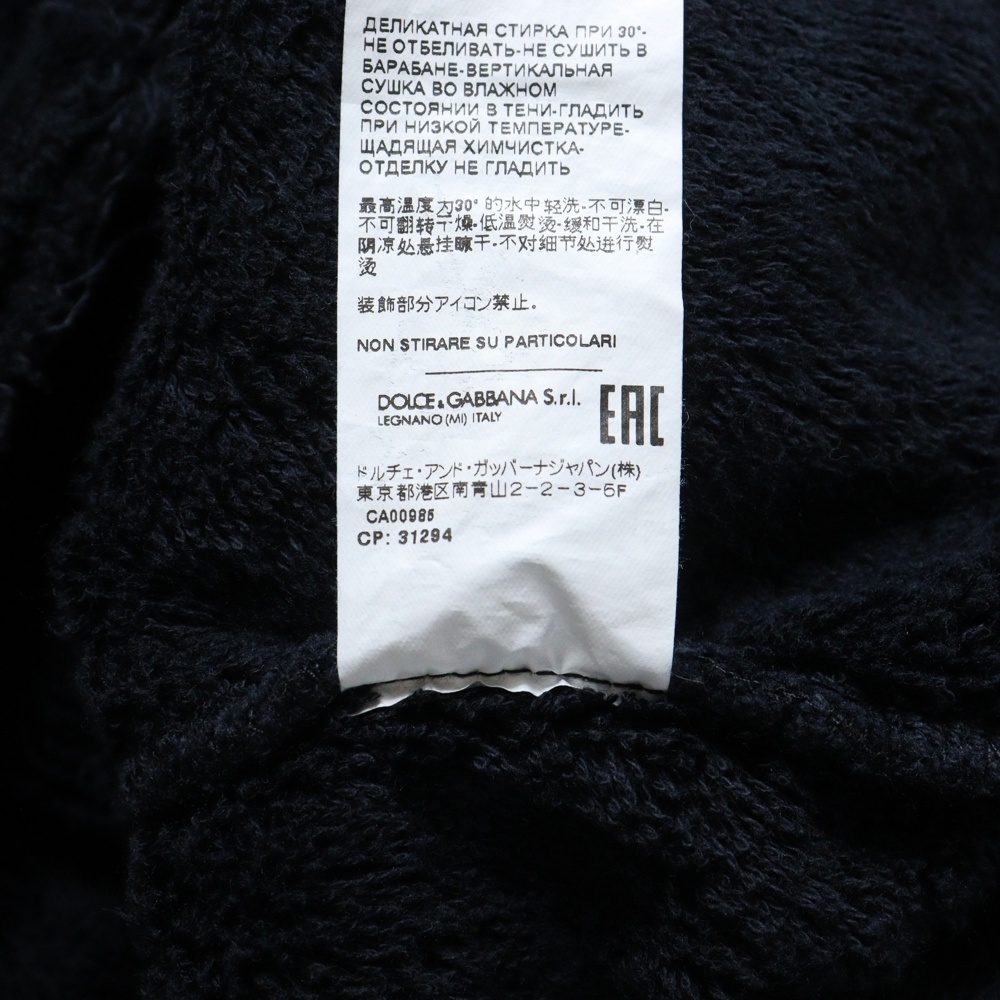 ДЕЛИКАТНАЯ СТИРКА ПРИ 30°-
НЕ ОТБЕЛИВАТЬ-НЕ СУШИТЬ В
БАРАБАНЕ-ВЕРТИКАЛЬНАЯ
СУШКА ВО ВЛАЖНОМ
СОСТОЯНИИ В ТЕНИ-ГЛАДИТЬ
ПРИ НИЗКОЙ ТЕМПЕРАТУРЕ-
ЩАДЯЩАЯ ХИМЧИСТКА-
ОТДЕЛКУ НЕ ГЛАДИТЬ
最高温度为30°的水中轻洗-不可漂白-
不可翻转干燥-低温熨烫-缓和干洗-在
阴凉处悬挂曬干-不对细节处进行熨
烫
装飾部分アイコン禁止。
NON STIRARE SU PARTICOLARI
DOLCE & GABBANA S.r.l.
LEGNANO (MI) ITALY
EAC
ドルチェ・アンド・ガッバーナジャパン(株)
東京都港区南青山2-2-3-6F
CA00985
CP: 31294